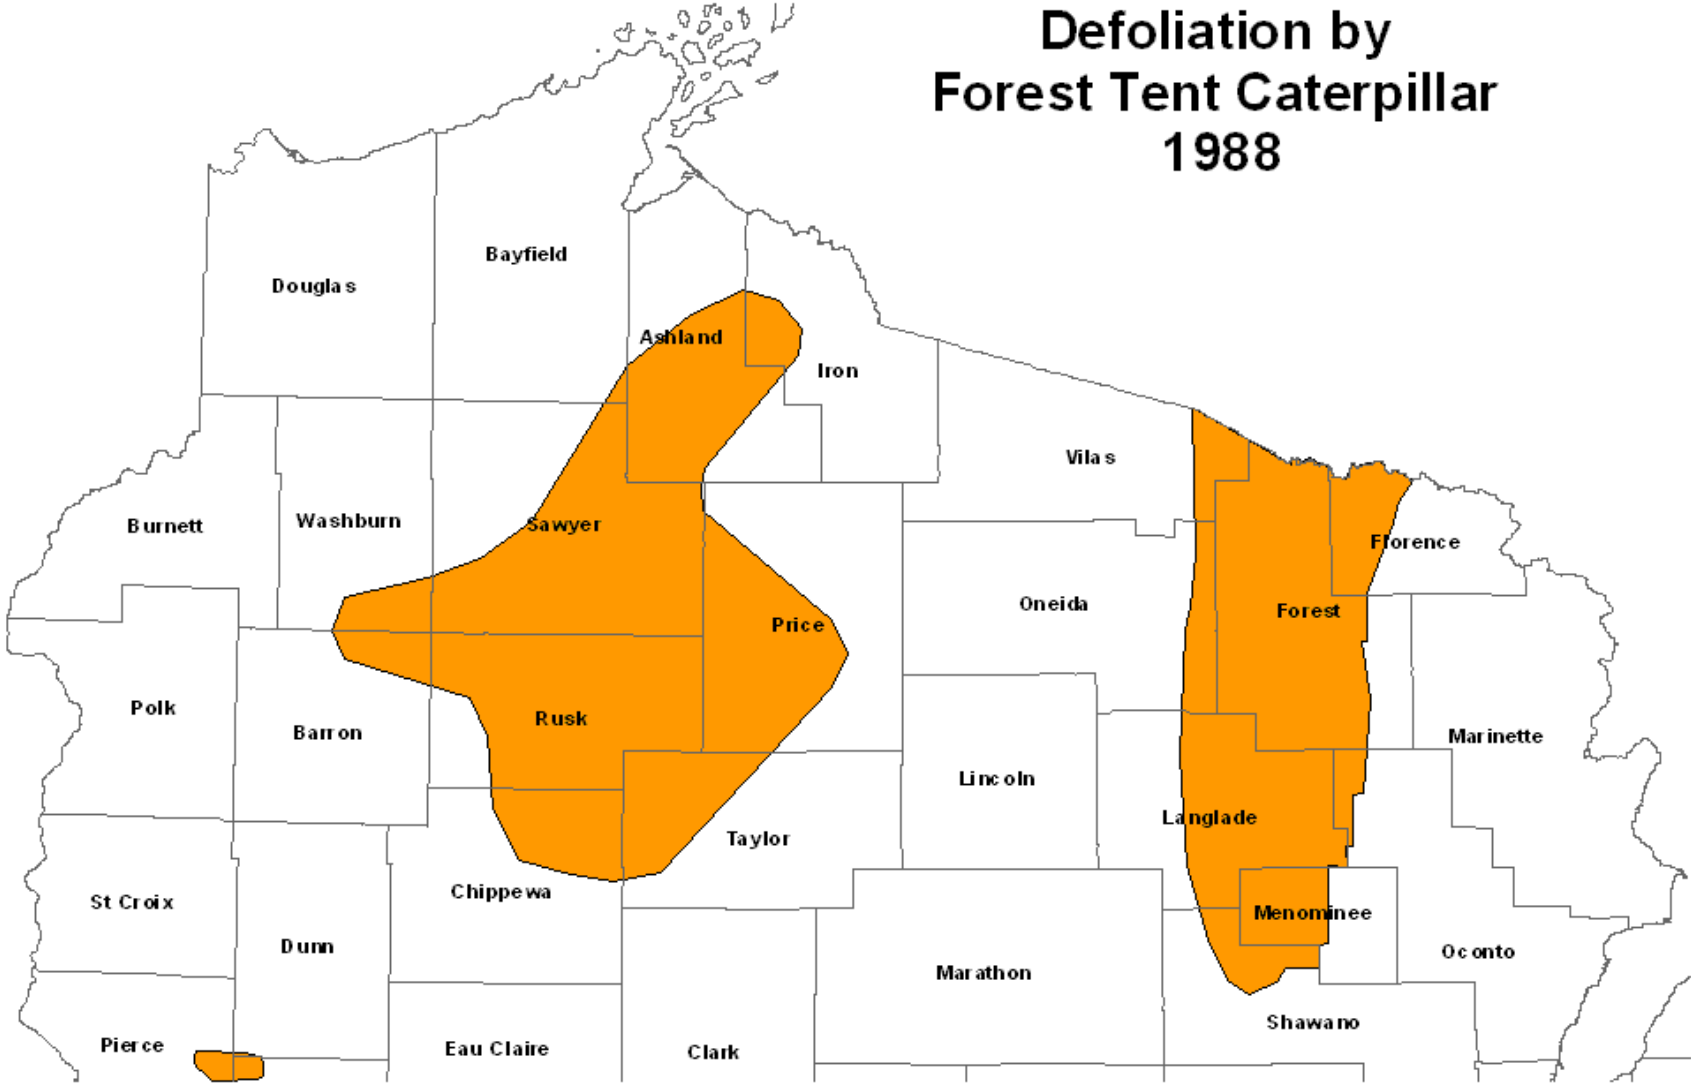 Defoliation by
Forest Tent Caterpillar
1988
Bayfield
Douglas
Ashland
Iron
Vilas
Burnett
Washburn
Sawyer
Florence
Oneida
Forest
Price
Polk
Rusk
Barron
Marinette
Lincoln
Langlade
Taylor
Chippewa
St Croix
Menominee
Dunn
Oconto
Marathon
Shawano
Pierce
Eau Claire
Clark